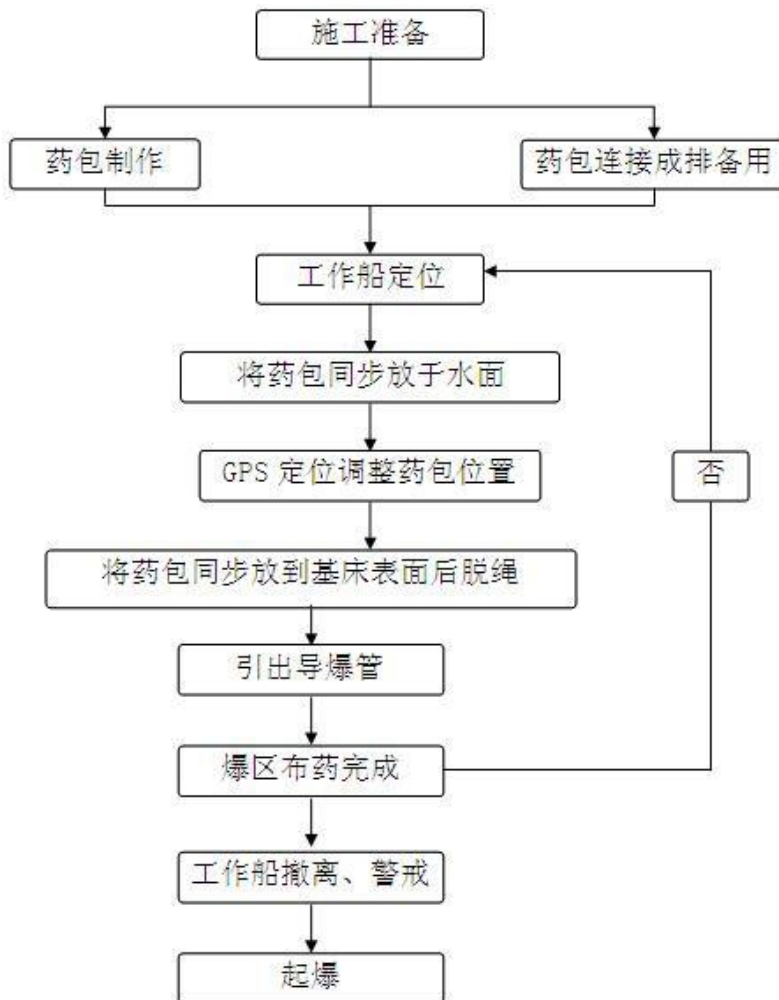 施工准备
药包制作
药包连接成排备用
工作船定位
将药包同步放于水面
GPS 定位调整药包位置
否
将药包同步放到基床表面后脱绳
引出导爆管
爆区布药完成
工作船撤离、警戒
起爆